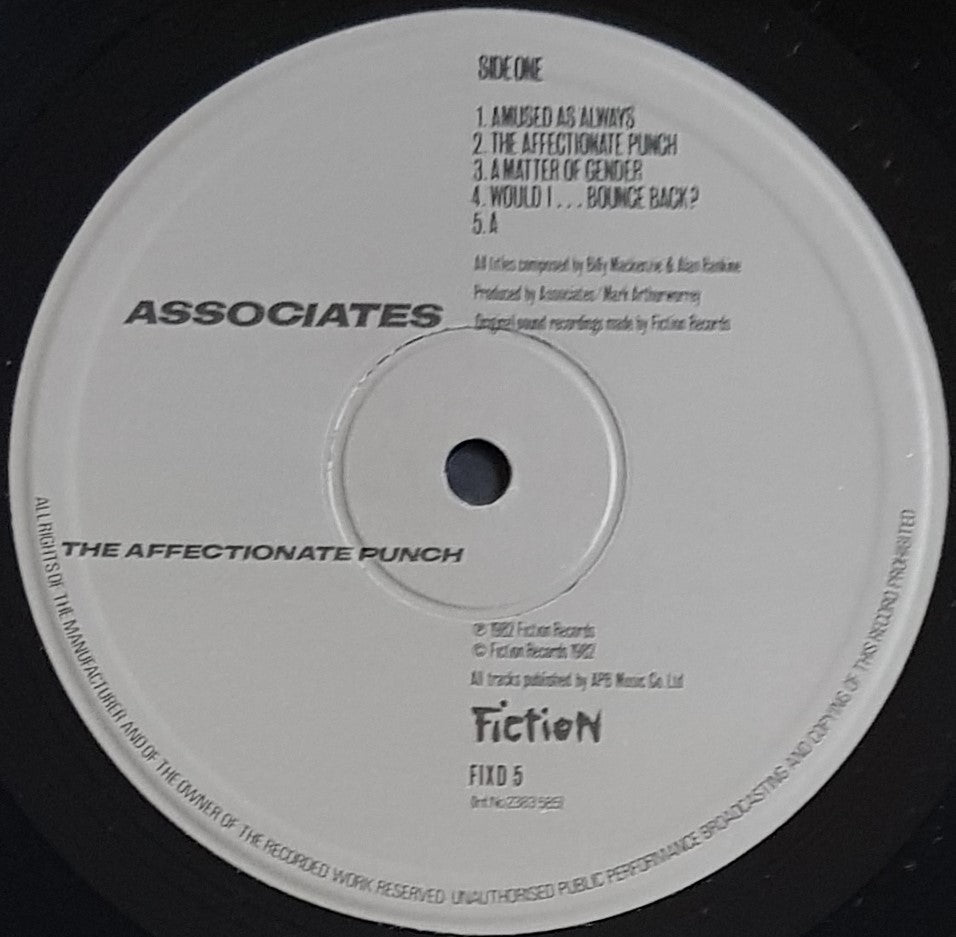 SIDE ONE
1. AMUSED AS ALWAYS
2. THE AFFECTIONATE PUNCH
3. A MATTER OF GENDER
4. WOULD I . . . BOUNCE BACK?
5. A
All titles composed by Billy Mackenzie & Alan Rankine
Produced by Associates / Mark Arthurworrey
Original sound recordings made by Fiction Records
ASSOCIATES
THE AFFECTIONATE PUNCH
℗ 1982 Fiction Records
© Fiction Records 1982
All tracks published by APB Music Co. Ltd
Fiction
FIXD 5
(Int. No. 2383 585)
ALL RIGHTS OF THE MANUFACTURER AND OF THE OWNER OF THE RECORDED WORK RESERVED UNAUTHORISED PUBLIC PERFORMANCE BROADCASTING AND COPYING OF THIS RECORD PROHIBITED